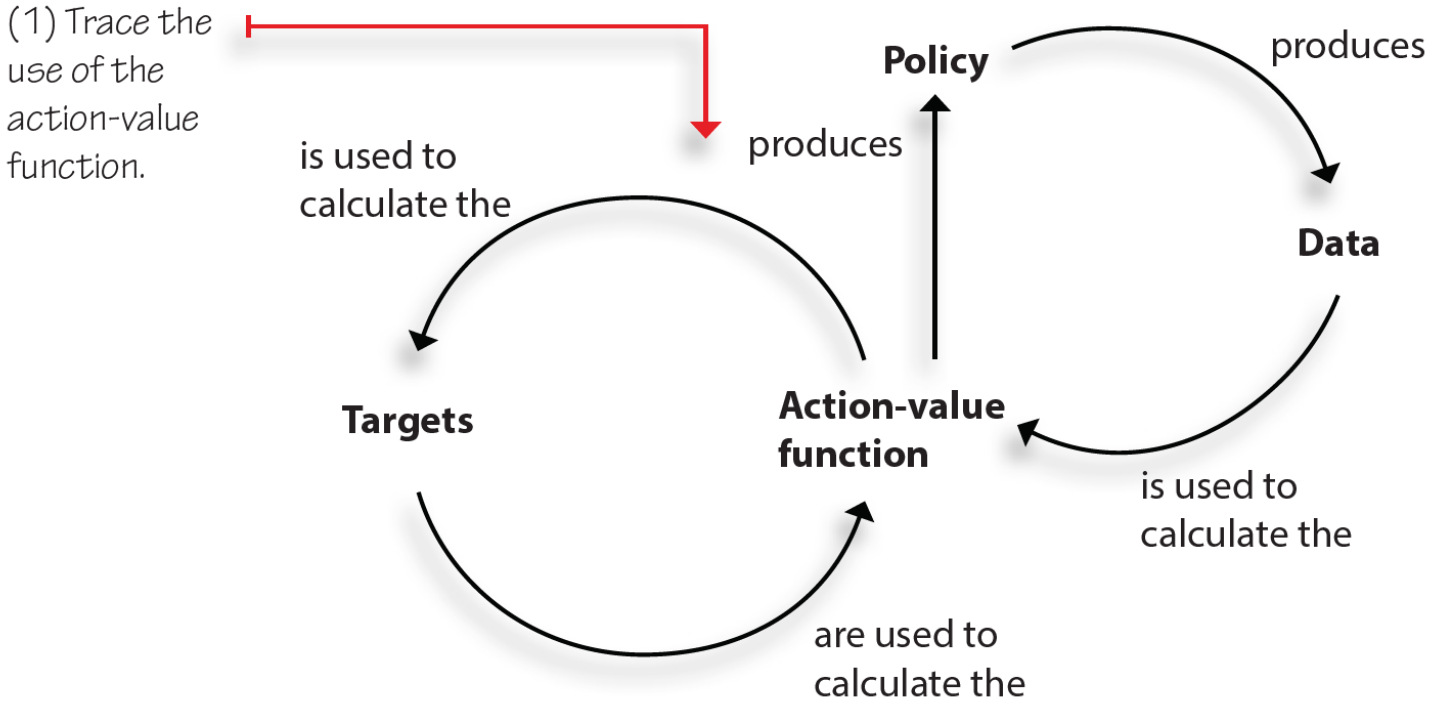 (1) Trace the
use of the
action-value
function.
is used to
calculate the
produces
Policy
produces
Data
Targets
Action-value
function
is used to
calculate the
are used to
calculate the